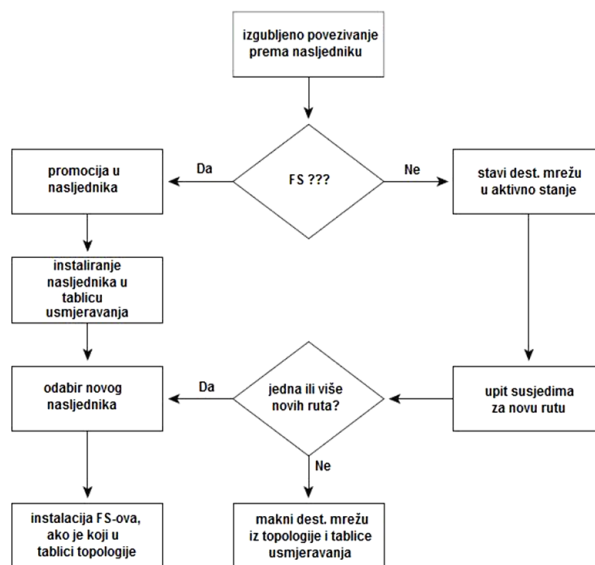 izgubljeno povezivanje
prema nasljedniku
promocija u
nasljednika
Da
FS ???
Ne
stavi dest. mrežu
u aktivno stanje
instaliranje
nasljednika u
tablicu
usmjeravanja
odabir novog
nasljednika
Da
jedna ili više
novih ruta?
upit susjedima
za novu rutu
Ne
instalacija FS-ova,
ako je koji u
tablici topologije
makni dest. mrežu
iz topologije i tablice
usmjeravanja